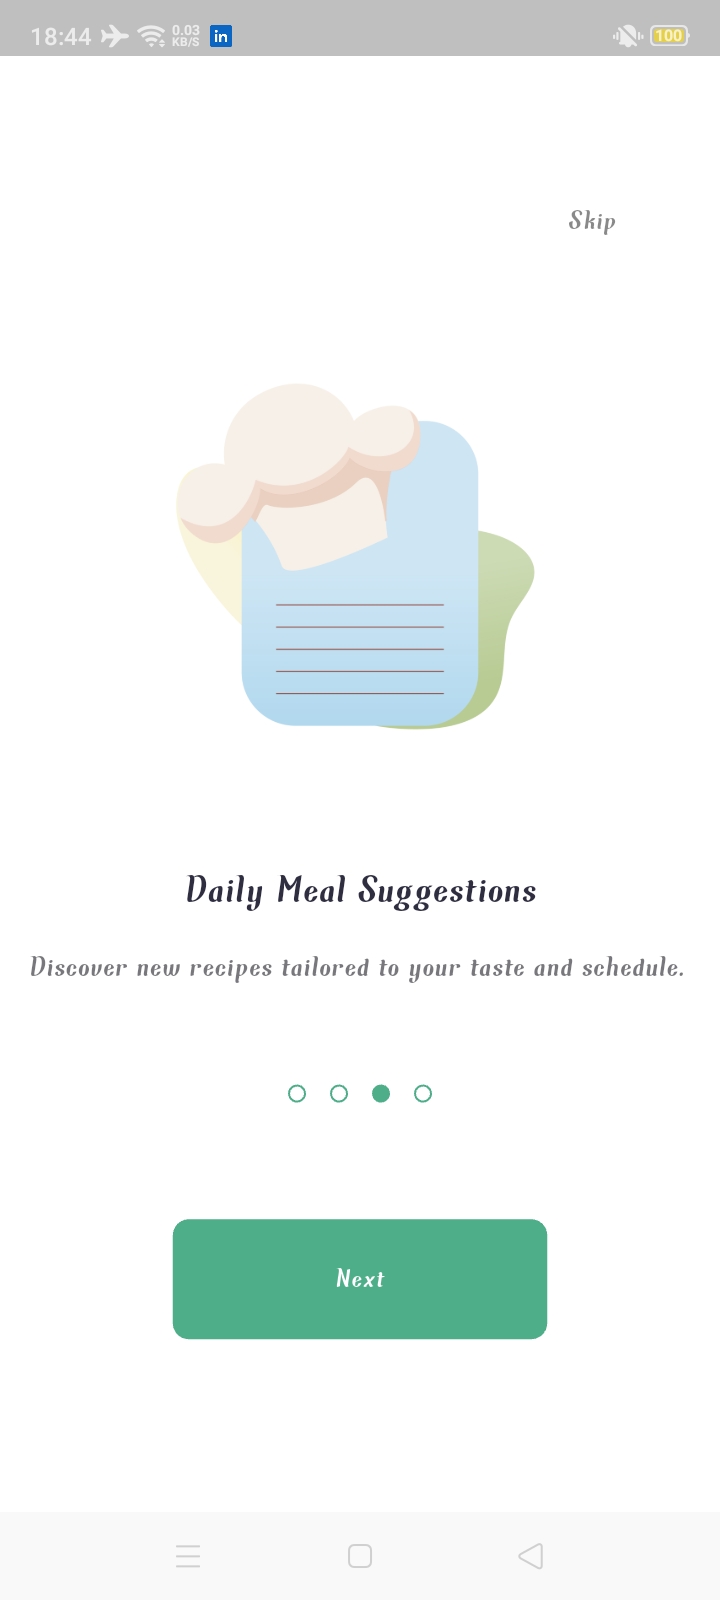 18:44 0.03 KB/S in 100
Skip
Daily Meal Suggestions
Discover new recipes tailored to your taste and schedule.
Next